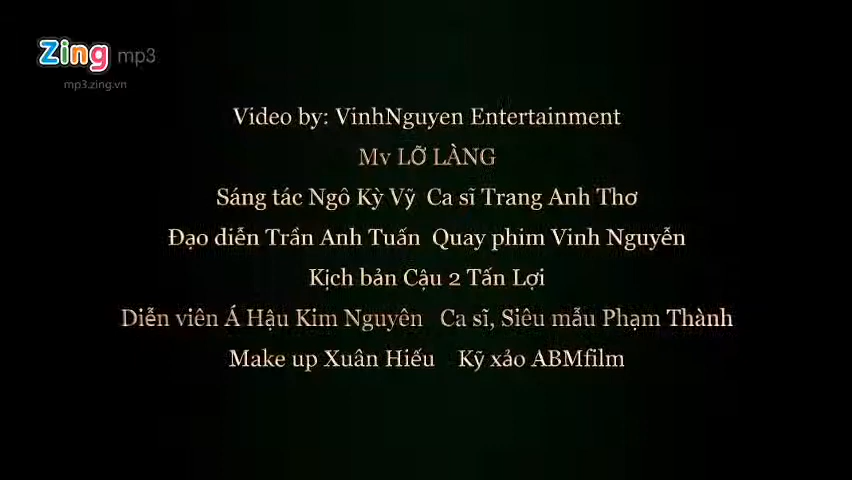 Zing mp3
mp3.zing.vn
Video by: VinhNguyen Entertainment
Mv LỠ LÀNG
Sáng tác Ngô Kỳ Vỹ Ca sĩ Trang Anh Thơ
Đạo diễn Trần Anh Tuấn Quay phim Vinh Nguyễn
Kịch bản Cậu 2 Tấn Lợi
Diễn viên Á Hậu Kim Nguyên Ca sĩ, Siêu mẫu Phạm Thành
Make up Xuân Hiếu Kỹ xảo ABMfilm